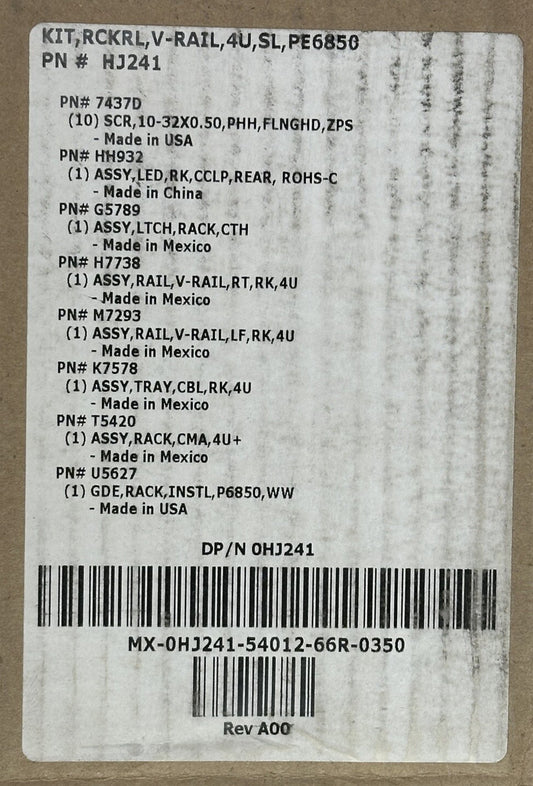 KIT,RCKRL,V-RAIL,4U,SL,PE6850
PN # HJ241
PN# 7437D
(10) SCR,10-32X0.50,PHH,FLNGHD,ZPS
- Made in USA
PN# HH932
(1) ASSY,LED,RK,CCLP,REAR, ROHS-C
- Made in China
PN# G5789
(1) ASSY,LTCH,RACK,CTH
- Made in Mexico
PN# H7738
(1) ASSY,RAIL,V-RAIL,RT,RK,4U
- Made in Mexico
PN# M7293
(1) ASSY,RAIL,V-RAIL,LF,RK,4U
- Made in Mexico
PN# K7578
(1) ASSY,TRAY,CBL,RK,4U
- Made in Mexico
PN# T5420
(1) ASSY,RACK,CMA,4U+
- Made in Mexico
PN# U5627
(1) GDE,RACK,INSTL,P6850,WW
- Made in USA
DP/N 0HJ241
MX-0HJ241-54012-66R-0350
Rev A00